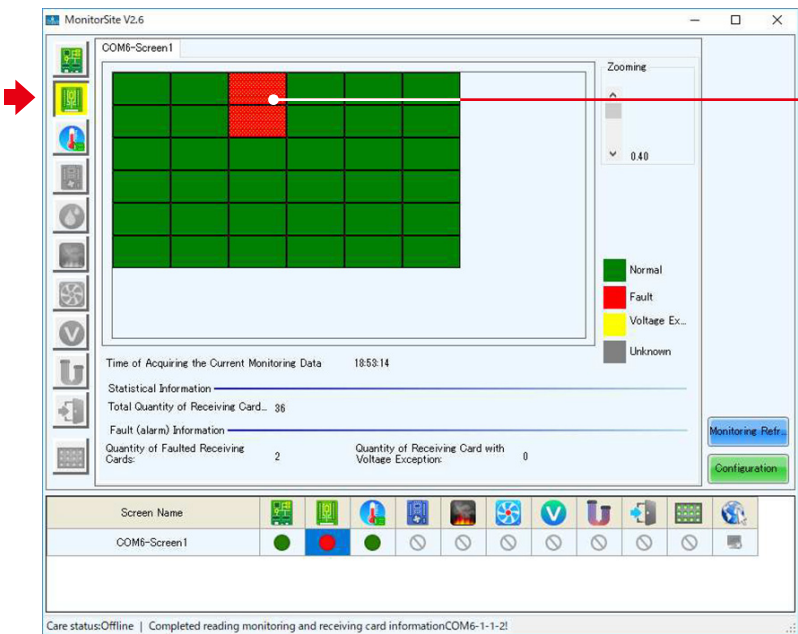 MonitorSite V2.6
COM6-Screen1
Zooming
0.40
Normal
Fault
Voltage Ex...
Unknown
Time of Acquiring the Current Monitoring Data 18:53:14
Statistical Information
Total Quantity of Receiving Card... 36
Fault (alarm) Information
Quantity of Faulted Receiving Cards: 2 Quantity of Receiving Card with Voltage Exception: 0
Monitoring Refr...
Configuration
Screen Name
V
COM6-Screen1
Care status:Offline | Completed reading monitoring and receiving card informationCOM6-1-1-2!